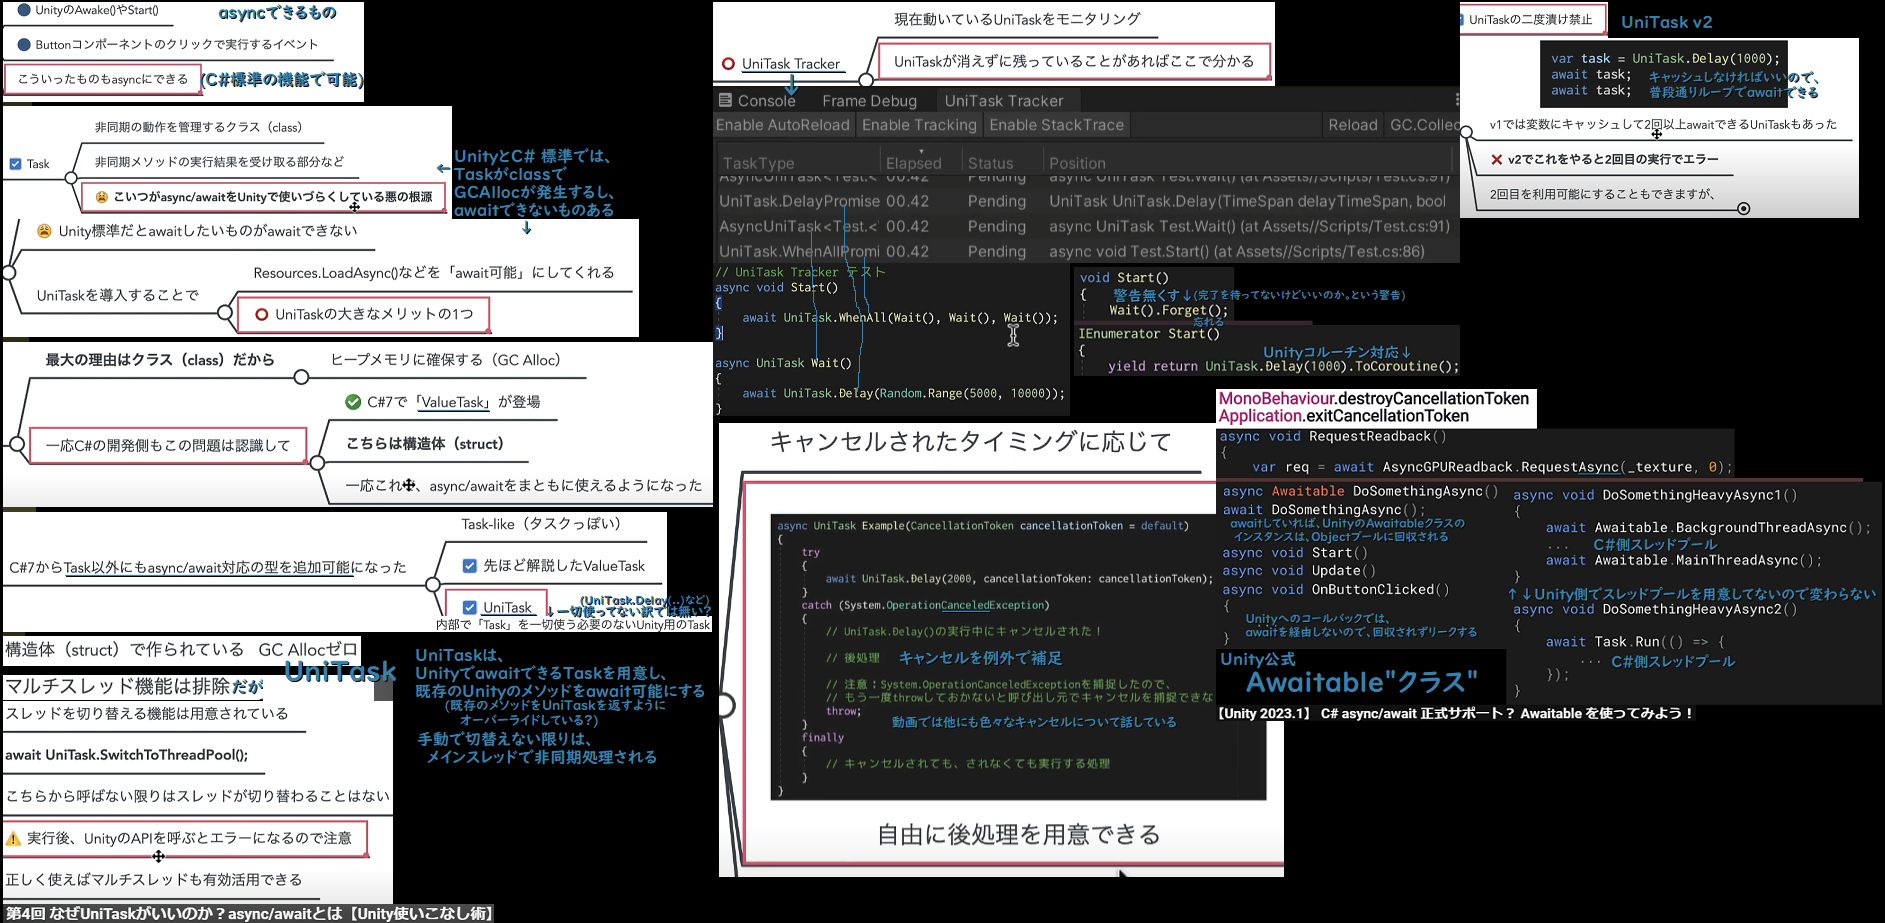 UnityのAwake()やStart()
asyncできるもの
Buttonコンポーネントのクリックで実行するイベント
こういったものもasyncにできる
(C#標準の機能で可能)
非同期の動作を管理するクラス（class）
Task
非同期メソッドの実行結果を受け取る部分など
こいつがasync/awaitをUnityで使いづらくしている悪の根源
←UnityとC# 標準では、
Taskがclassで
GCAllocが発生するし、
awaitできないものある
↓
Unity標準だとawaitしたいものがawaitできない
Resources.LoadAsync()などを「await可能」にしてくれる
UniTaskを導入することで
UniTaskの大きなメリットの1つ
最大の理由はクラス（class）だから
ヒープメモリに確保する（GC Alloc）
C#7で「ValueTask」が登場
一応C#の開発側もこの問題は認識して
こちらは構造体（struct）
一応これ、async/awaitをまともに使えるようになった
Task-like（タスクっぽい）
C#7からTask以外にもasync/await対応の型を追加可能になった
先ほど解説したValueTask
(UniTask.Delay(..)など)
UniTask
↓一切使ってない訳では無い?
内部で「Task」を一切使う必要のないUnity用のTask
構造体（struct）で作られている GC Allocゼロ
UniTask
マルチスレッド機能は排除だが
スレッドを切り替える機能は用意されている
await UniTask.SwitchToThreadPool();
こちらから呼ばない限りはスレッドが切り替わることはない
実行後、UnityのAPIを呼ぶとエラーになるので注意
正しく使えばマルチスレッドも有効活用できる
第4回 なぜUniTaskがいいのか？async/awaitとは【Unity使いこなし術】
UniTaskは、
UnityでawaitできるTaskを用意し、
既存のUnityのメソッドをawait可能にする
(既存のメソッドをUniTaskを返すように
オーバーライドしている?)
手動で切替えない限りは、
メインスレッドで非同期処理される
現在動いているUniTaskをモニタリング
UniTask Tracker
UniTaskが消えずに残っていることがあればここで分かる
Console
Frame Debug
UniTask Tracker
Enable AutoReload
Enable Tracking
Enable StackTrace
Reload
GC.Collec
TaskType
Elapsed
Status
Position
AsyncUniTask<Test.< 00.42 Pending async UniTask Test.Wait() (at Assets//Scripts/Test.cs:91)
UniTask.DelayPromise 00.42 Pending UniTask UniTask.Delay(TimeSpan delayTimeSpan, bool
AsyncUniTask<Test.< 00.42 Pending async UniTask Test.Wait() (at Assets//Scripts/Test.cs:91)
UniTask.WhenAllPromi 00.42 Pending async void Test.Start() (at Assets//Scripts/Test.cs:86)
// UniTask Tracker テスト
async void Start()
{
await UniTask.WhenAll(Wait(), Wait(), Wait());
}
async UniTask Wait()
{
await UniTask.Delay(Random.Range(5000, 10000));
}
void Start()
{ 警告無くす↓(完了を待ってないけどいいのか。という警告)
Wait().Forget();
忘れる
IEnumerator Start()
{ Unityコルーチン対応↓
yield return UniTask.Delay(1000).ToCoroutine();
キャンセルされたタイミングに応じて
async UniTask Example(CancellationToken cancellationToken = default)
{
try
{
await UniTask.Delay(2000, cancellationToken: cancellationToken);
}
catch (System.OperationCanceledException)
{
// UniTask.Delay()の実行中にキャンセルされた！
// 後処理 キャンセルを例外で補足
// 注意：System.OperationCanceledExceptionを捕捉したので、
// もう一度throwしておかないと呼び出し元でキャンセルを捕捉できな
throw;
動画では他にも色々なキャンセルについて話している
}
finally
{
// キャンセルされても、されなくても実行する処理
}
}
自由に後処理を用意できる
MonoBehaviour.destroyCancellationToken
Application.exitCancellationToken
async void RequestReadback()
{
var req = await AsyncGPUReadback.RequestAsync(_texture, 0);
async Awaitable DoSomethingAsync()
await DoSomethingAsync();
awaitしていれば、UnityのAwaitableクラスの
インスタンスは、Objectプールに回収される
async void Start()
async void Update()
async void OnButtonClicked()
{
Unityへのコールバックでは、
awaitを経由しないので、回収されずリークする
}
Unity公式
Awaitable"クラス"
async void DoSomethingHeavyAsync1()
{
await Awaitable.BackgroundThreadAsync();
... C#側スレッドプール
await Awaitable.MainThreadAsync();
}
↑↓Unity側でスレッドプールを用意してないので変わらない
async void DoSomethingHeavyAsync2()
{
await Task.Run(() => {
... C#側スレッドプール
});
}
【Unity 2023.1】 C# async/await 正式サポート？ Awaitable を使ってみよう！
UniTaskの二度漬け禁止
UniTask v2
var task = UniTask.Delay(1000);
await task; キャッシュしなければいいので、
await task; 普段通りループでawaitできる
v1では変数にキャッシュして2回以上awaitできるUniTaskもあった
v2でこれをやると2回目の実行でエラー
2回目を利用可能にすることもできますが、